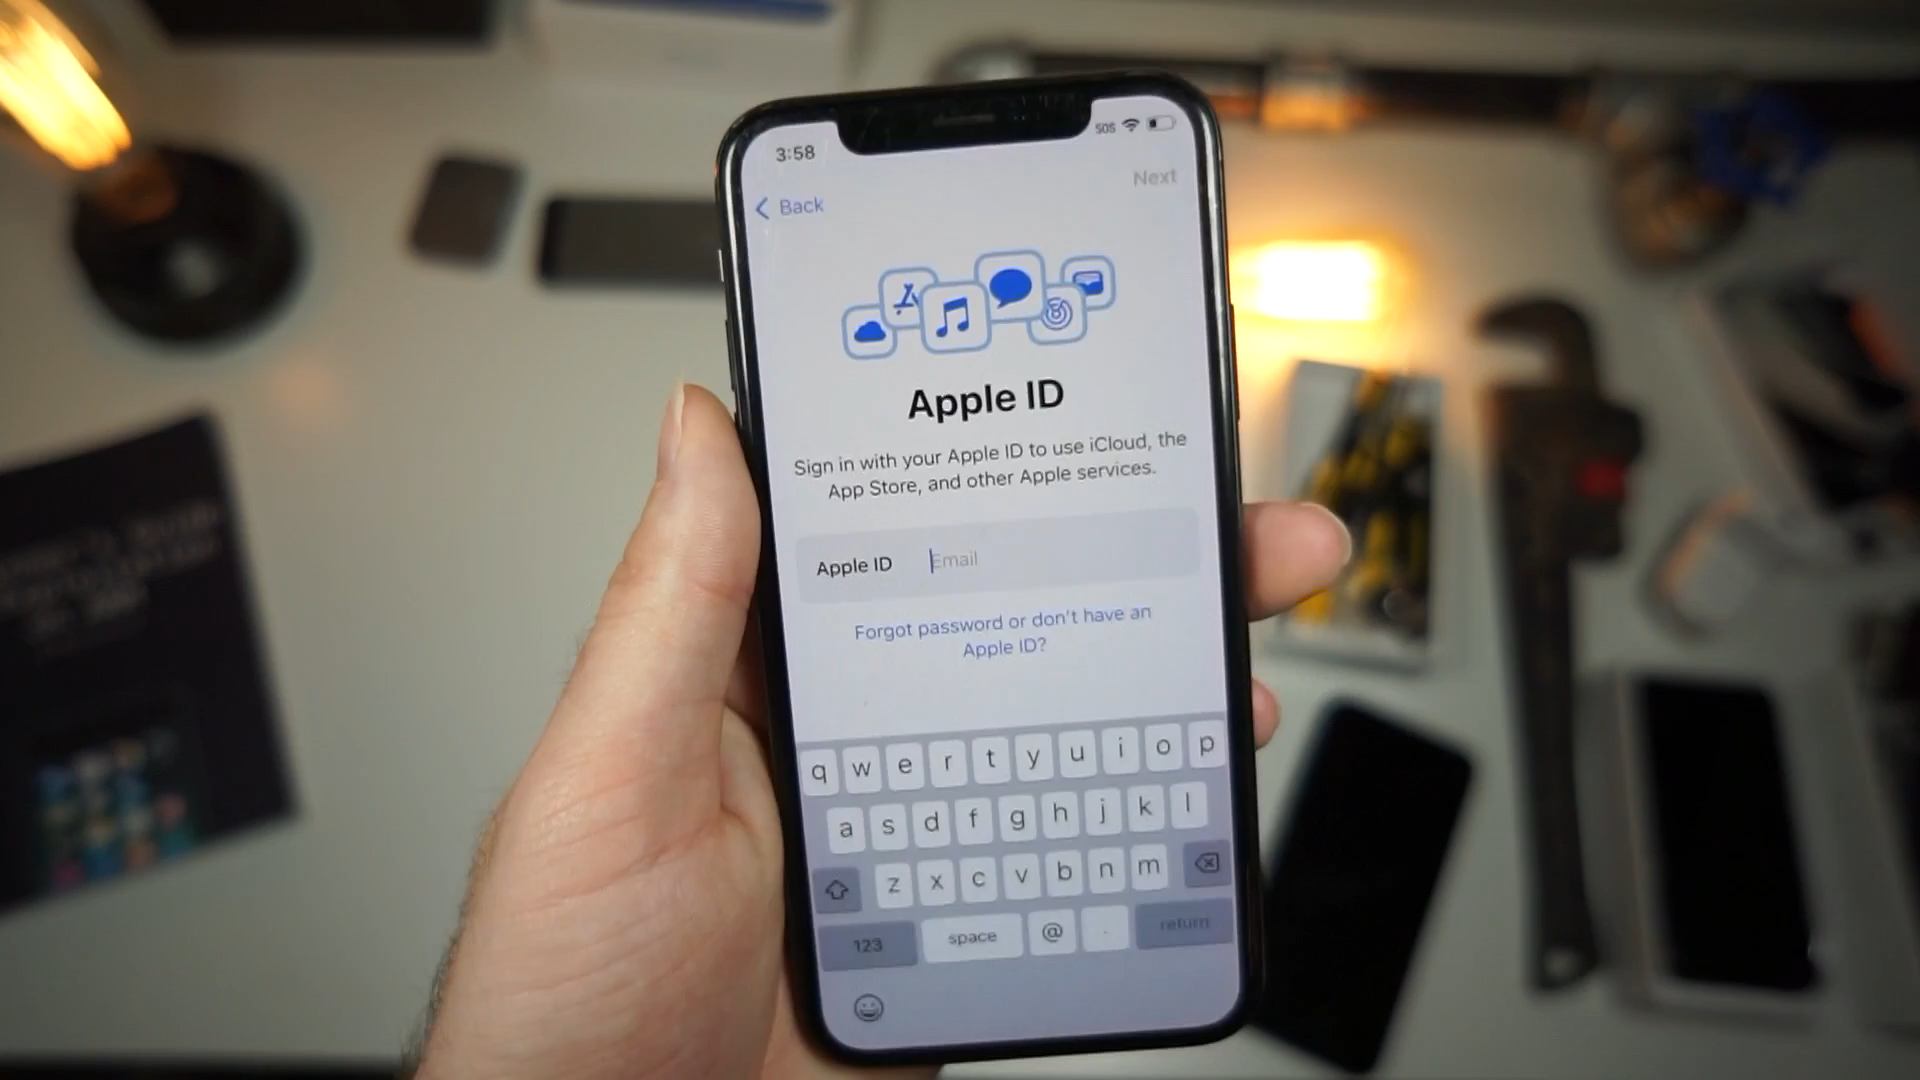 3:58
SOS
Back
Next
Apple ID
Sign in with your Apple ID to use iCloud, the
App Store, and other Apple services.
Apple ID Email
Forgot password or don't have an
Apple ID?
q w e r t y u i o p
a s d f g h j k l
z x c v b n m
123 space @ . return